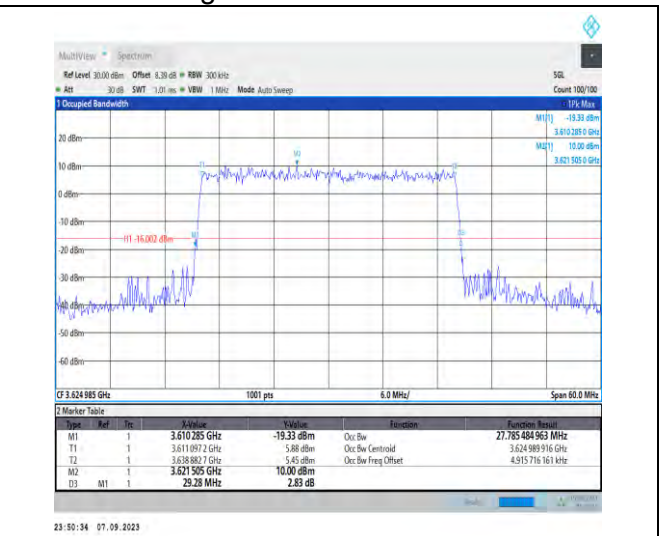 MultiView Spectrum
Ref Level 30.00 dBm Offset 8.39 dB RBW 300 kHz SGL
Att 30 dB SWT 1.01 ms VBW 1 MHz Mode Auto Sweep Count 100/100
1 Occupied Bandwidth 1Pk Max
M1[1] -19.33 dBm
3.610 285 0 GHz
M2[1] 10.00 dBm
3.621 505 0 GHz
20 dBm
10 dBm
0 dBm
-10 dBm
H1 -16.002 dBm
-20 dBm
-30 dBm
-40 dBm
-50 dBm
-60 dBm
T1
M2
M1
D3
CF 3.624 985 GHz 1001 pts 6.0 MHz/ Span 60.0 MHz
2 Marker Table
Type Ref Trc X-Value Y-Value Function Function Result
M1 1 3.610 285 GHz -19.33 dBm Occ Bw 27.785 484 963 MHz
T1 1 3.611 097 2 GHz 5.88 dBm Occ Bw Centroid 3.624 989 916 GHz
T2 1 3.638 882 7 GHz 5.45 dBm Occ Bw Freq Offset 4.915 716 161 kHz
M2 1 3.621 505 GHz 10.00 dBm
D3 M1 1 29.28 MHz 2.83 dB
23:50:34 07.09.2023